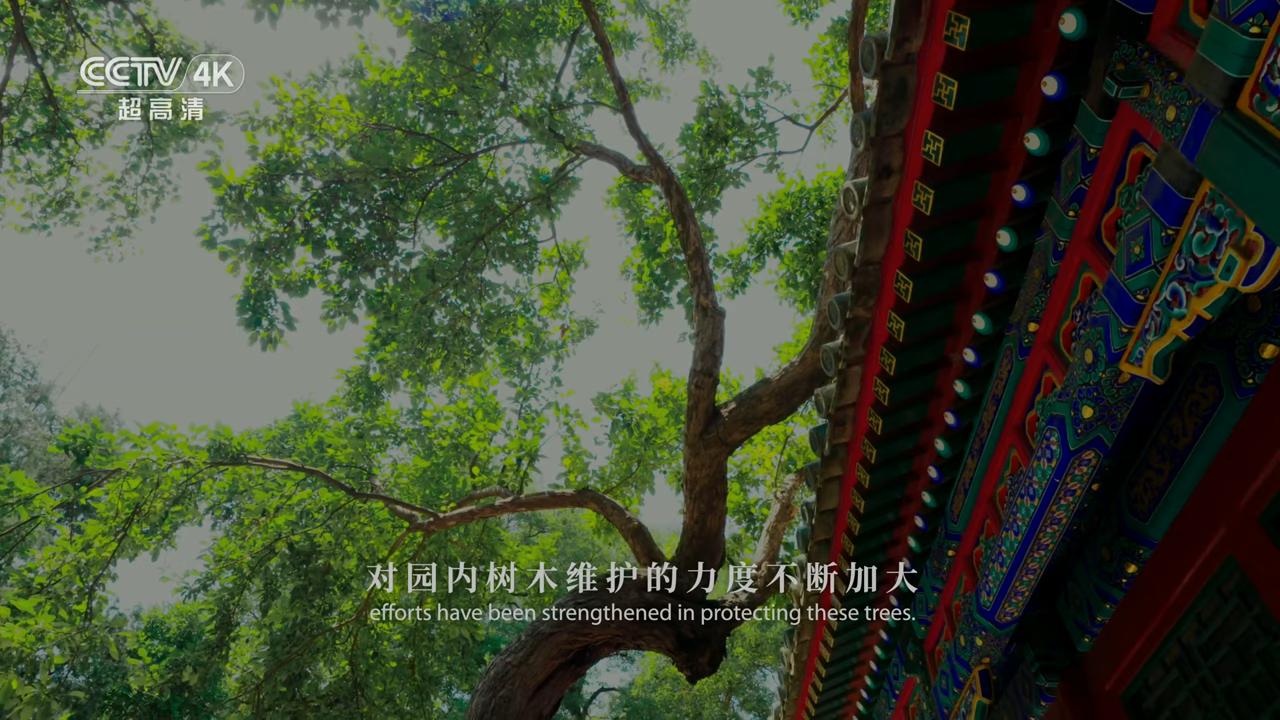 CCTV 4K
超高清
对园内树木维护的力度不断加大
efforts have been strengthened in protecting these trees.